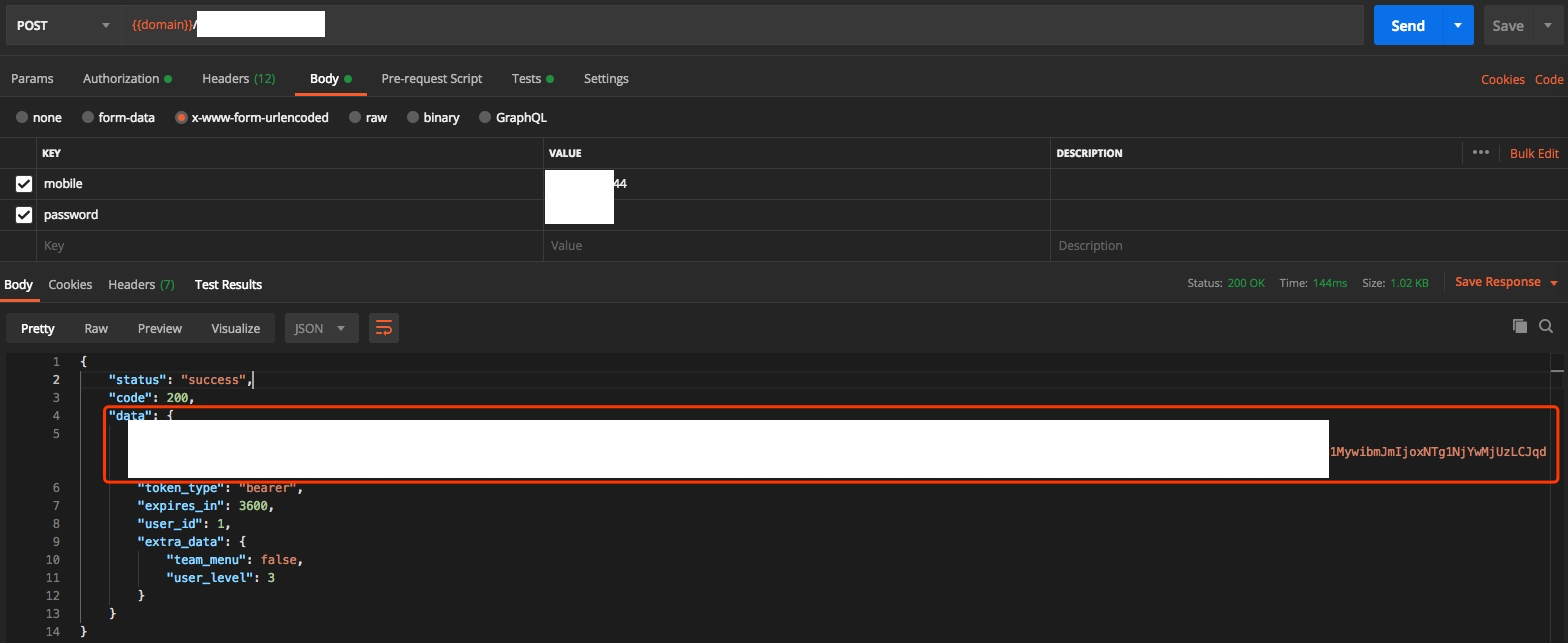 POST {{domain}}/ Send Save
Params Authorization Headers (12) Body Pre-request Script Tests Settings Cookies Code
none form-data x-www-form-urlencoded raw binary GraphQL
KEY VALUE DESCRIPTION ••• Bulk Edit
mobile 44
password
Key Value Description
Body Cookies Headers (7) Test Results Status: 200 OK Time: 144ms Size: 1.02 KB Save Response
Pretty Raw Preview Visualize JSON
1 {
2 "status": "success",
3 "code": 200,
4 "data": {
5 1MywibmJmIjoxNTg1NjYwMjUzLCJqd
6 "token_type": "bearer",
7 "expires_in": 3600,
8 "user_id": 1,
9 "extra_data": {
10 "team_menu": false,
11 "user_level": 3
12 }
13 }
14 }